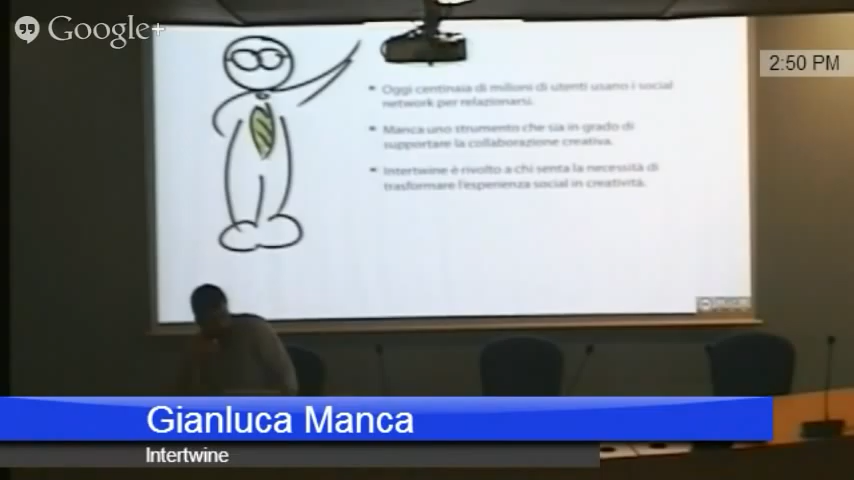 Google+
2:50 PM
Oggi centinaia di milioni di utenti usano i social
network per relazionarsi.
Manca uno strumento che sia in grado di
supportare la collaborazione creativa.
Intertwine è rivolto a chi senta la necessità di
trasformare l'esperienza social in creatività.
Gianluca Manca
Intertwine